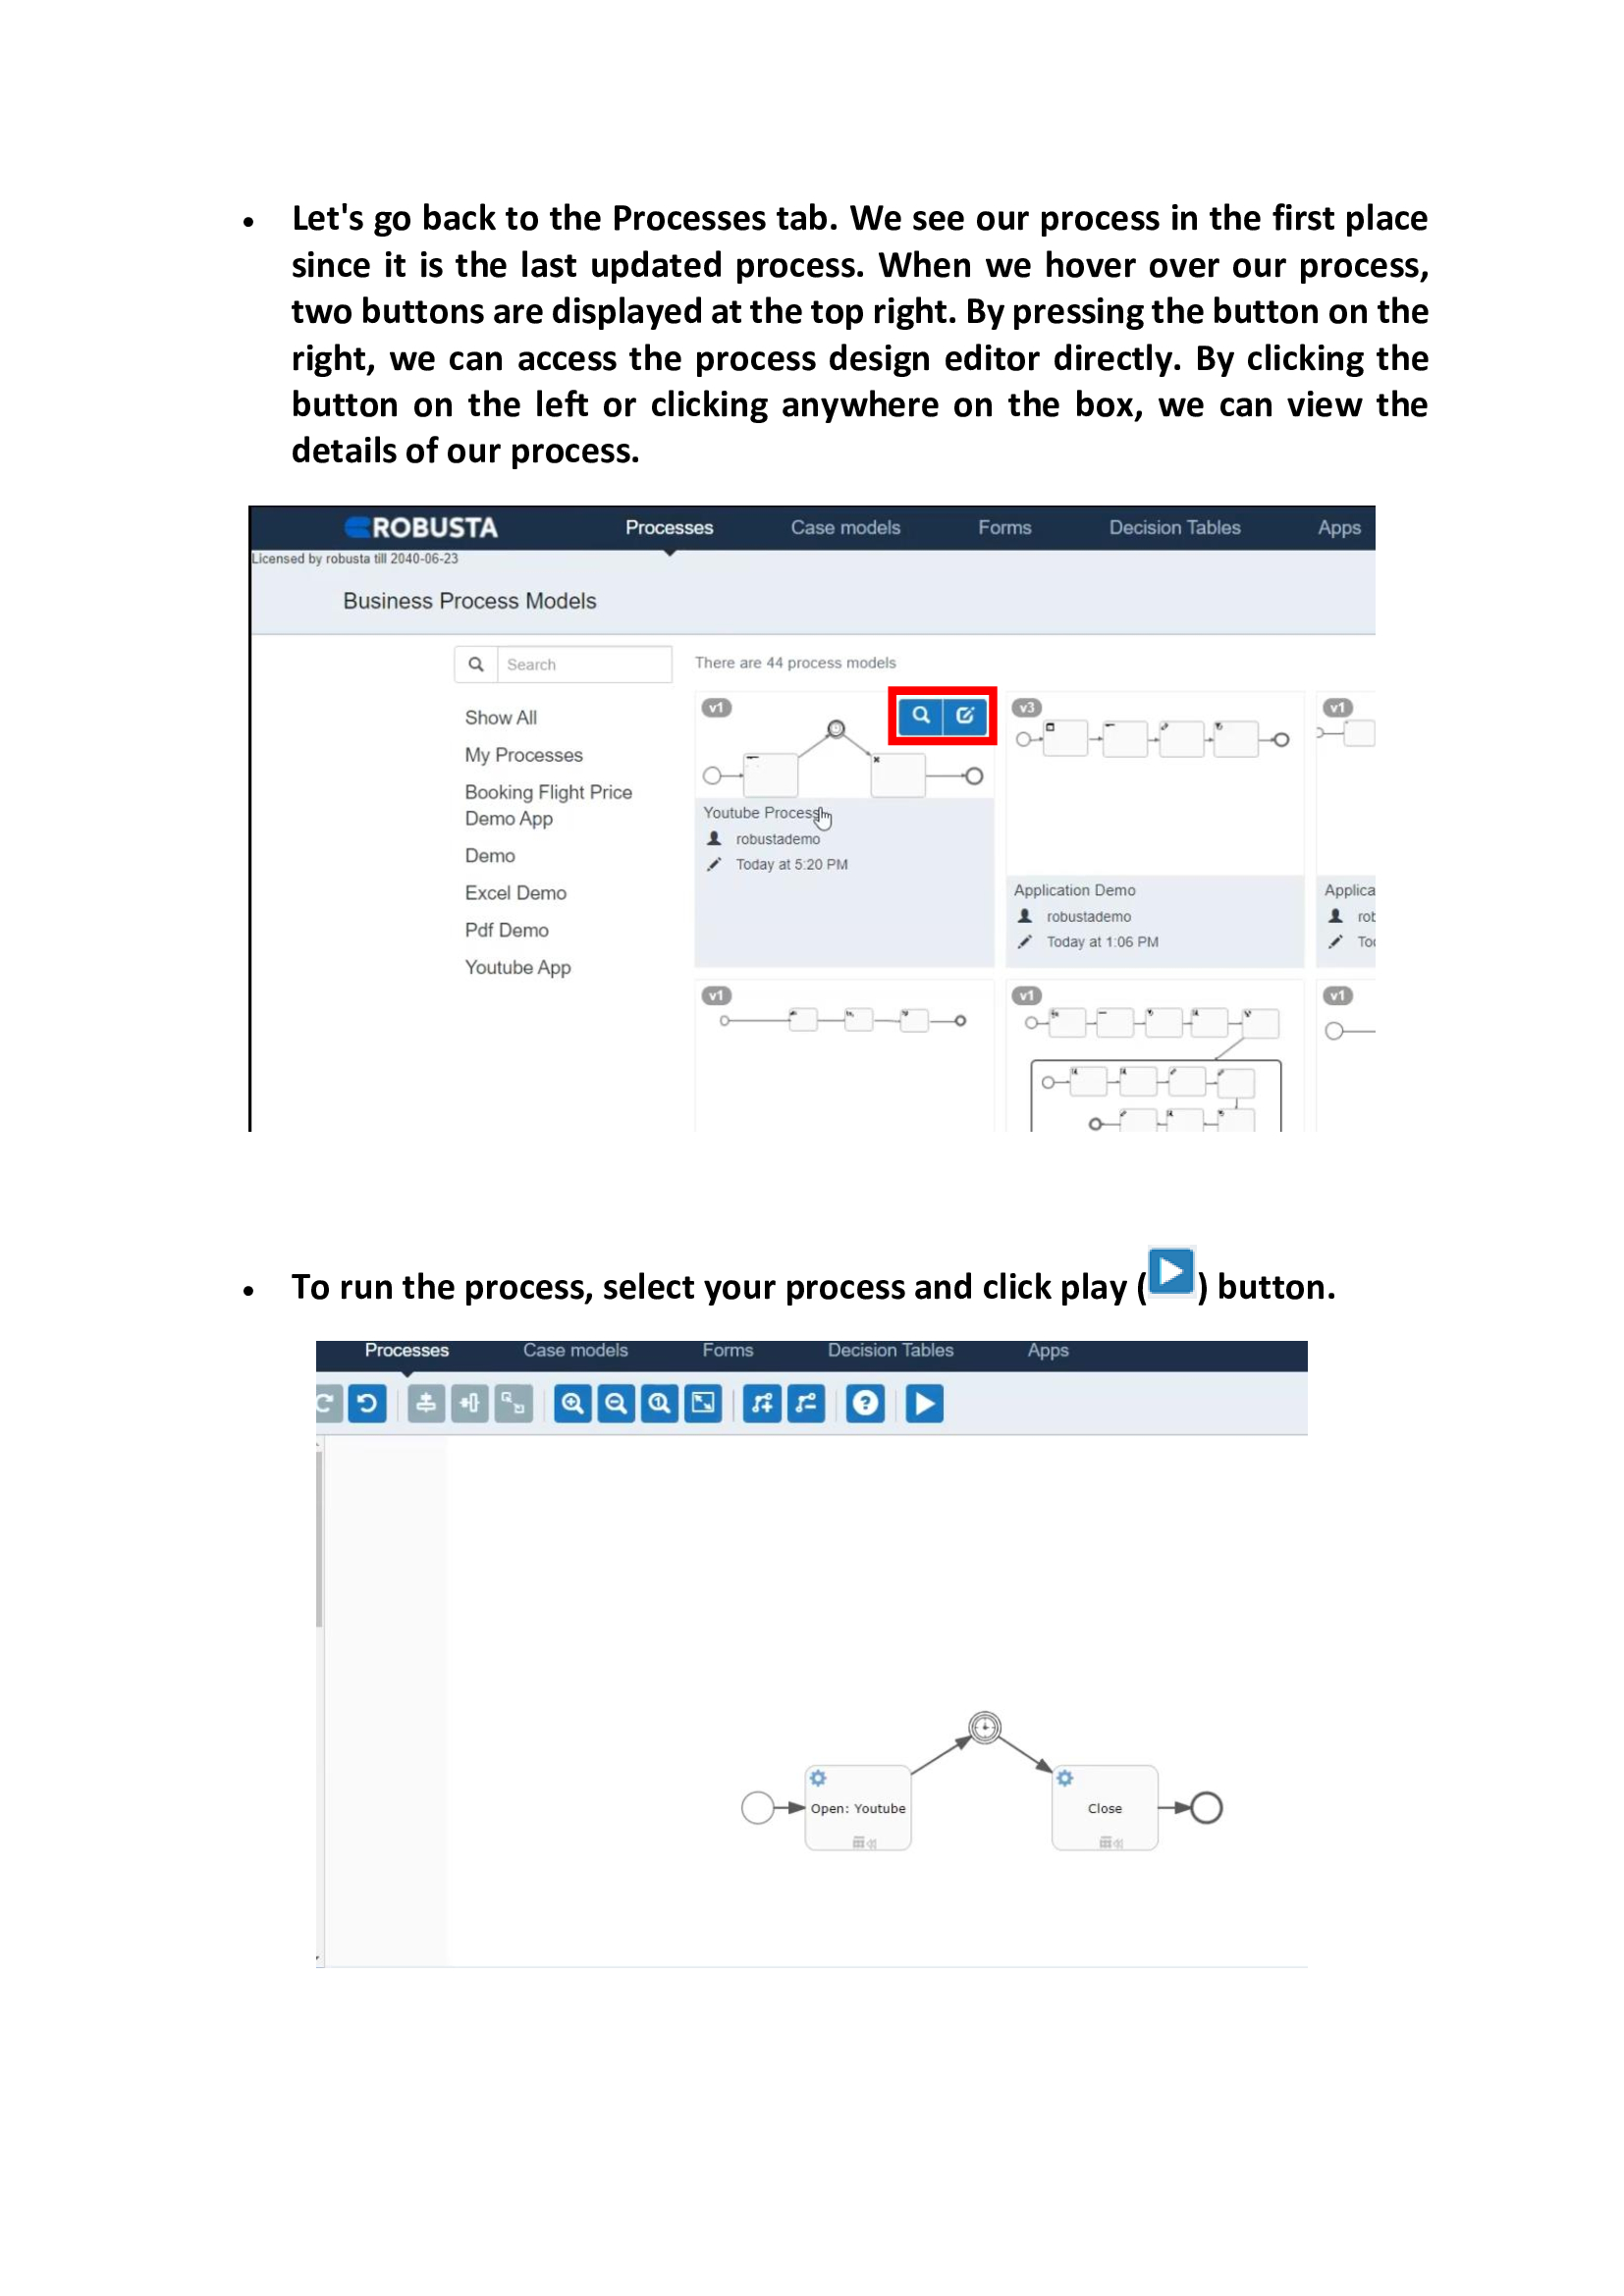 • Let's go back to the Processes tab. We see our process in the first place
since it is the last updated process. When we hover over our process,
two buttons are displayed at the top right. By pressing the button on the
right, we can access the process design editor directly. By clicking the
button on the left or clicking anywhere on the box, we can view the
details of our process.
ROBUSTA Processes Case models Forms Decision Tables Apps
Licensed by robusta till 2040-06-23
Business Process Models
Search There are 44 process models
v1 v3 v1
Show All
My Processes
Booking Flight Price
Demo App
Demo
Excel Demo
Pdf Demo
Youtube App
Youtube Process
robustademo
Today at 5:20 PM
Application Demo
robustademo
Today at 1:06 PM
Applica
rob
To
v1 v1 v1
• To run the process, select your process and click play ( ) button.
Processes Case models Forms Decision Tables Apps
Open: Youtube
Close